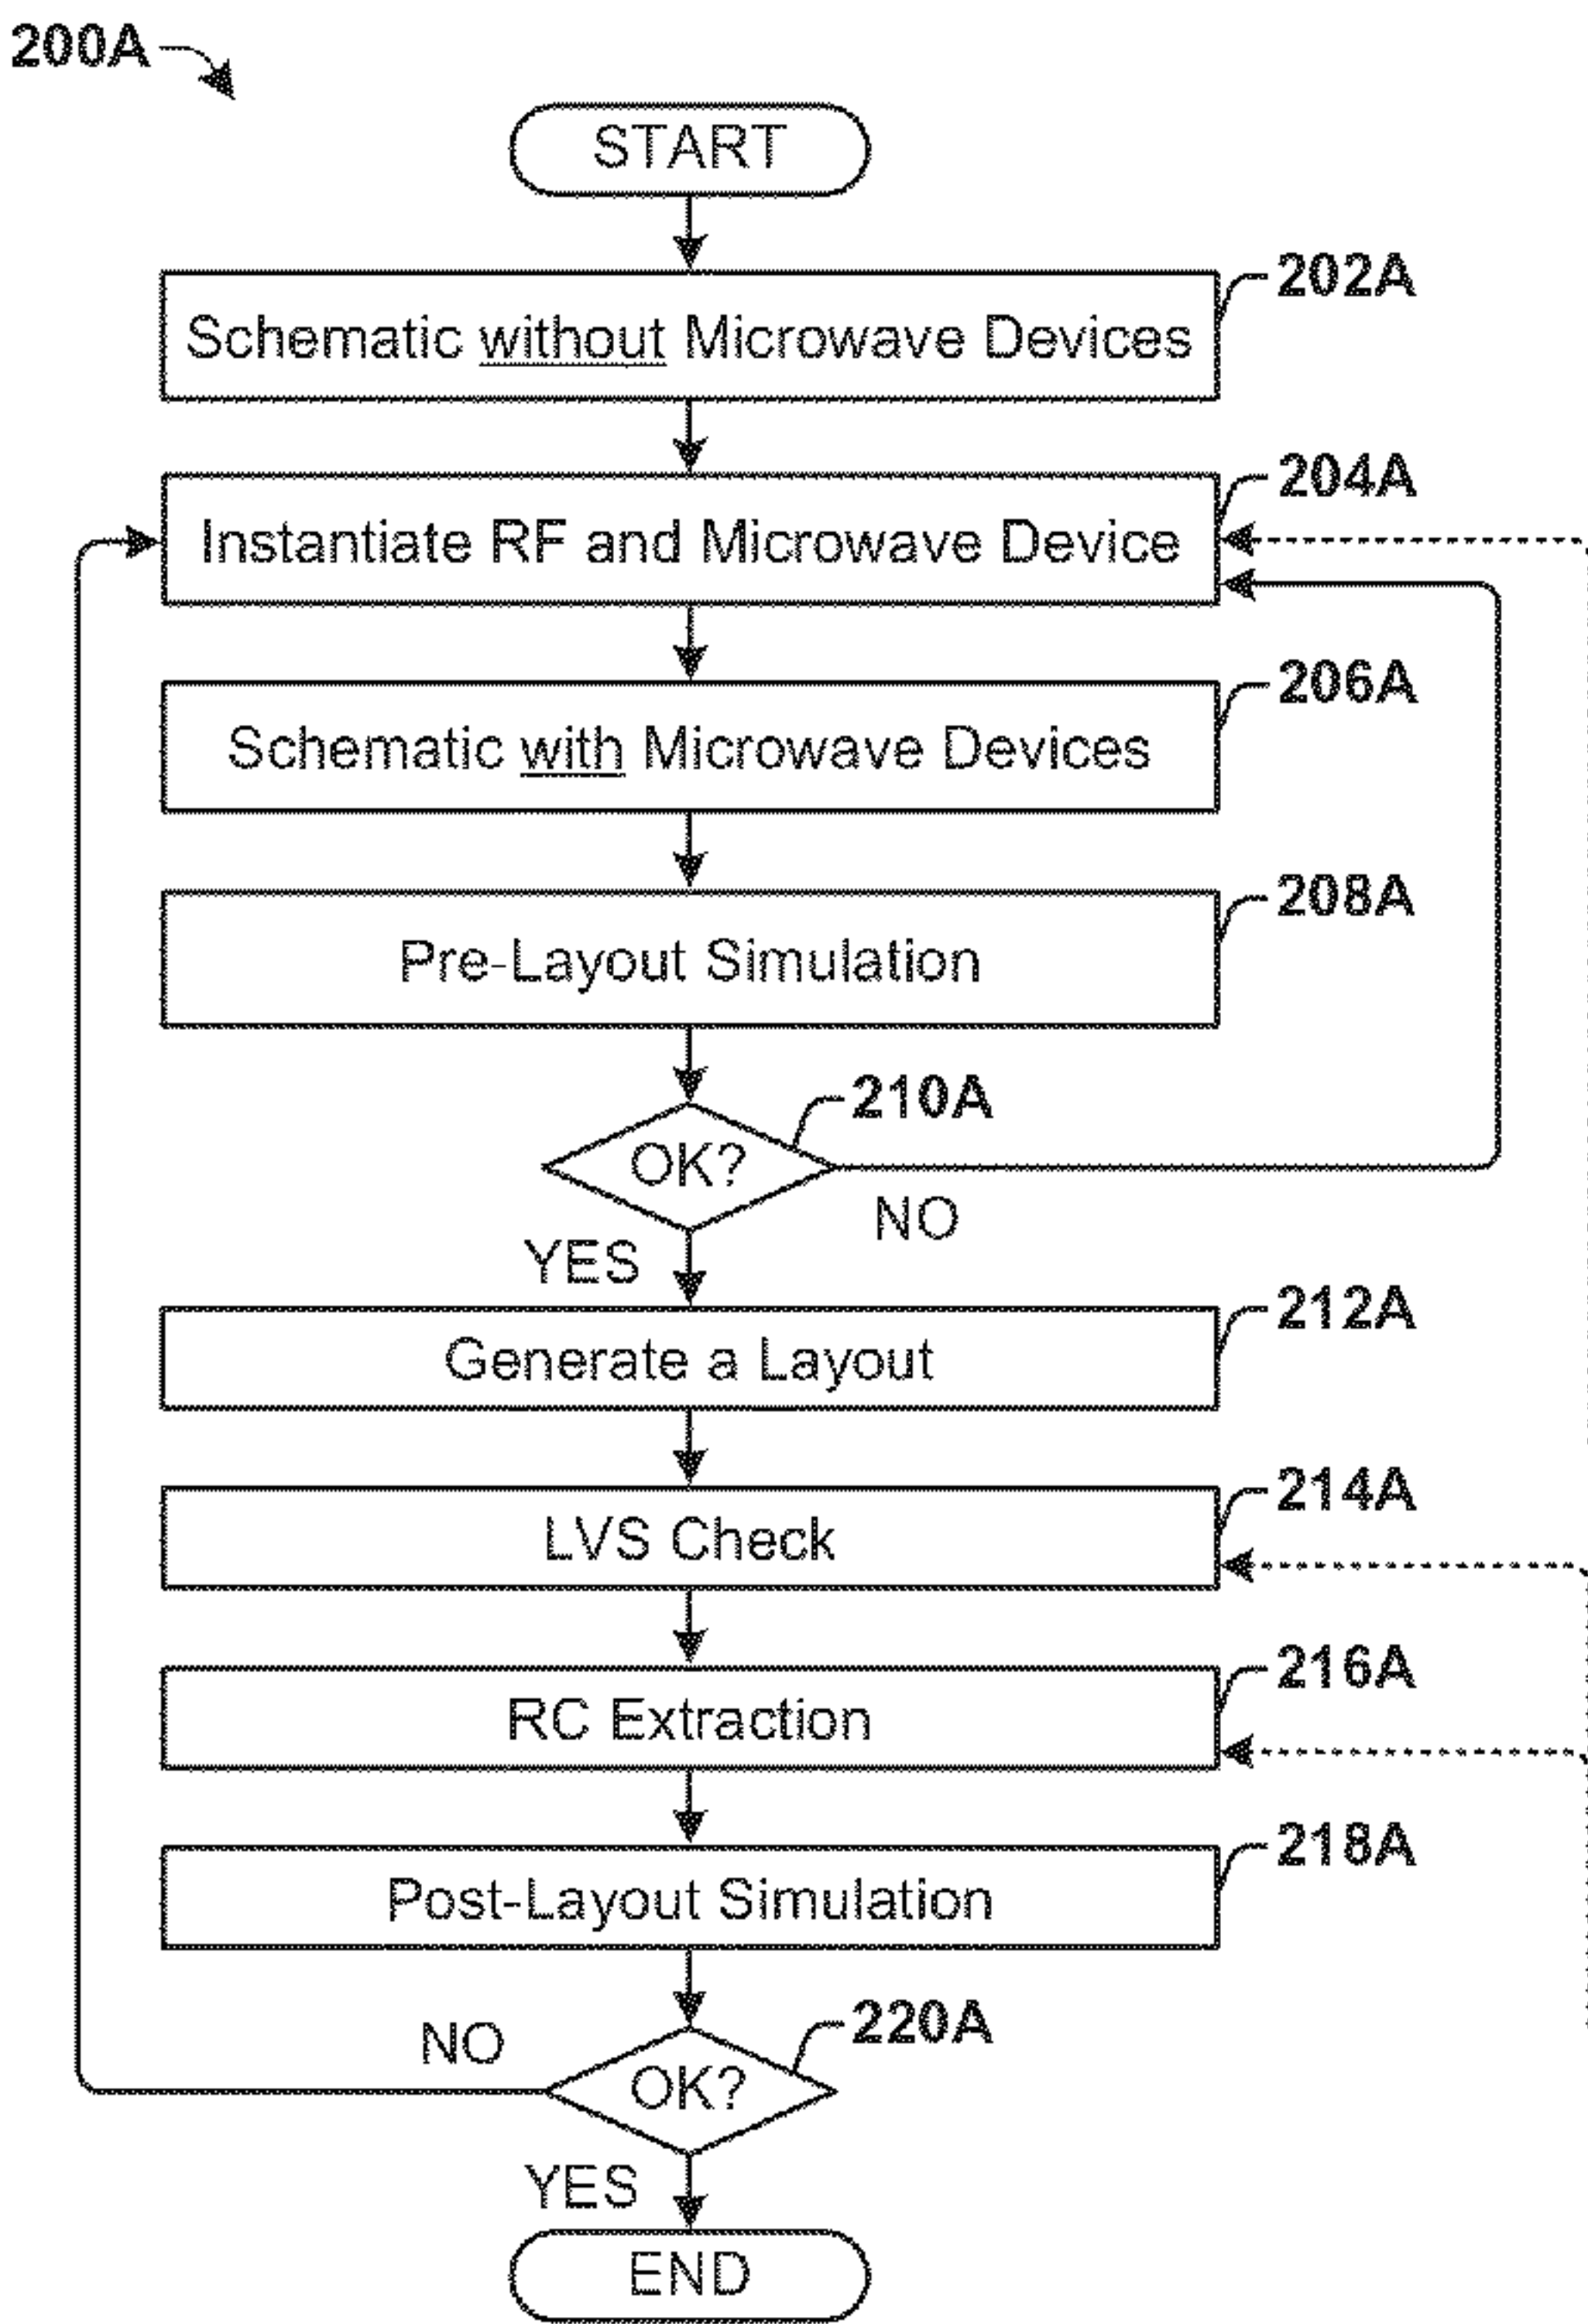 200A
START
202A
Schematic without Microwave Devices
204A
Instantiate RF and Microwave Device
206A
Schematic with Microwave Devices
208A
Pre-Layout Simulation
210A
OK?
NO
YES
212A
Generate a Layout
214A
LVS Check
216A
RC Extraction
218A
Post-Layout Simulation
220A
NO
OK?
YES
END